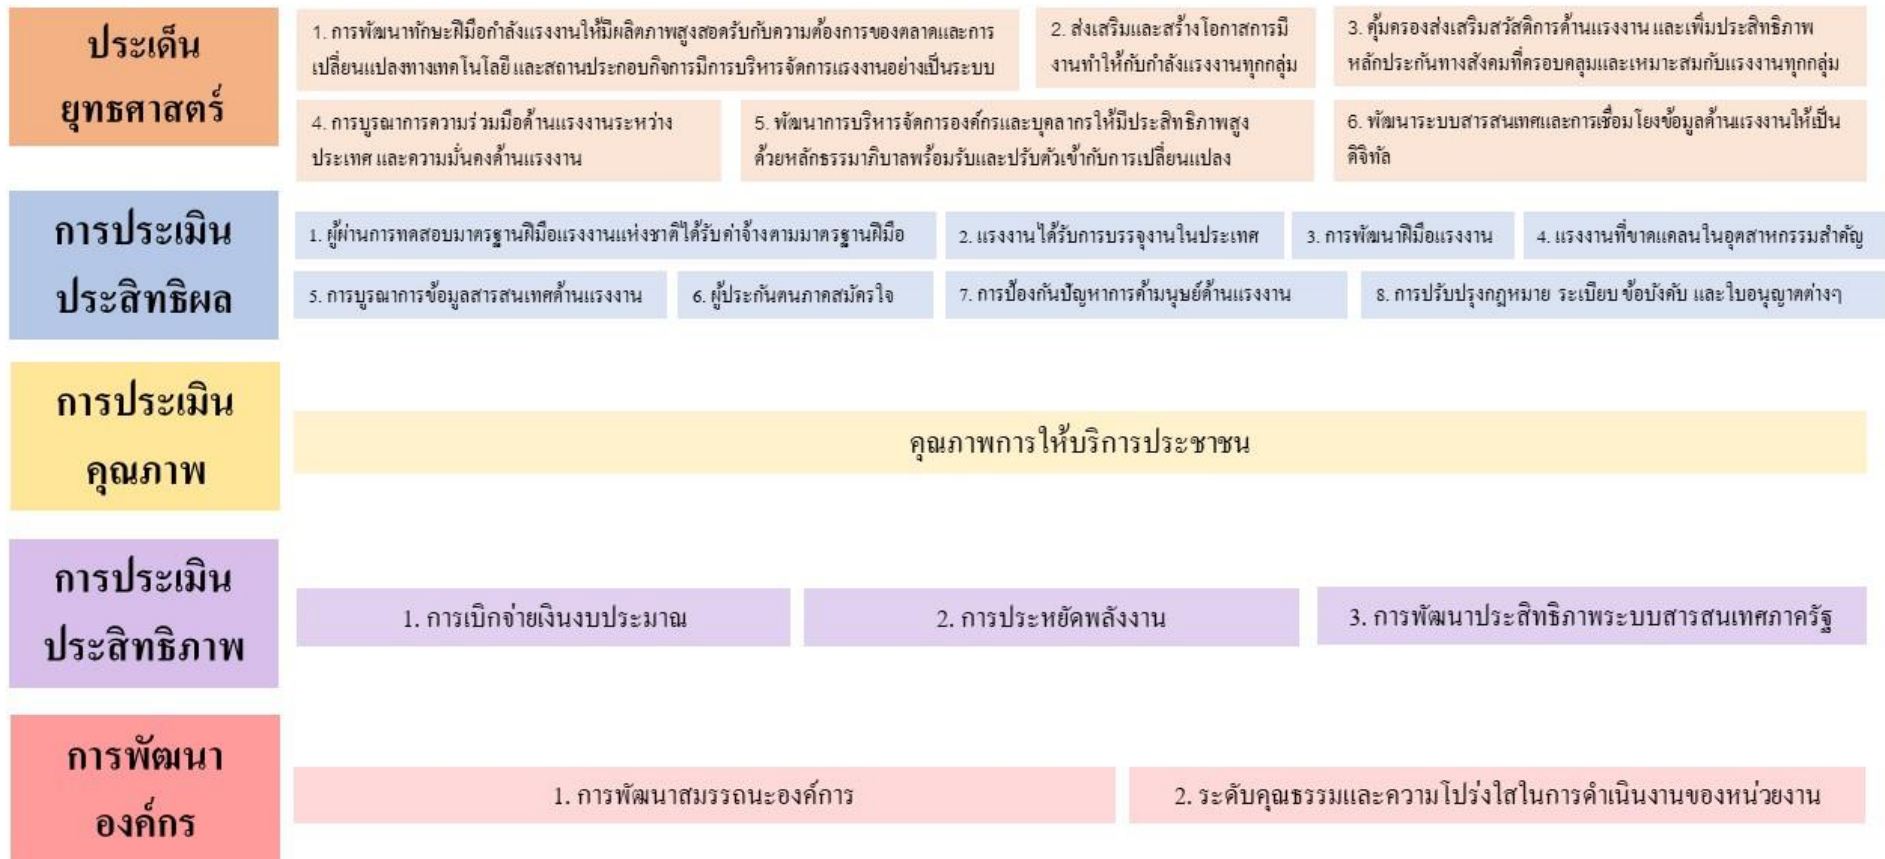 ประเด็น
ยุทธศาสตร์
1. การพัฒนาทักษะฝีมือกำลังแรงงานให้มีผลิตภาพสูงสอดรับกับความต้องการของตลาดและการ
เปลี่ยนแปลงทางเทคโนโลยี และสถานประกอบกิจการมีการบริหารจัดการแรงงานอย่างเป็นระบบ
2. ส่งเสริมและสร้างโอกาสการมี
งานทำให้กับกำลังแรงงานทุกกลุ่ม
3. คุ้มครองส่งเสริมสวัสดิการด้านแรงงาน และเพิ่มประสิทธิภาพ
หลักประกันทางสังคมที่ครอบคลุมและเหมาะสมกับแรงงานทุกกลุ่ม
4. การบูรณาการความร่วมมือด้านแรงงานระหว่าง
ประเทศ และความมั่นคงด้านแรงงาน
5. พัฒนาการบริหารจัดการองค์กรและบุคลากรให้มีประสิทธิภาพสูง
ด้วยหลักธรรมาภิบาลพร้อมรับและปรับตัวเข้ากับการเปลี่ยนแปลง
6. พัฒนาระบบสารสนเทศและการเชื่อมโยงข้อมูลด้านแรงงานให้เป็น
ดิจิทัล
การประเมิน
ประสิทธิผล
1. ผู้ผ่านการทดสอบมาตรฐานฝีมือแรงงานแห่งชาติได้รับค่าจ้างตามมาตรฐานฝีมือ
2. แรงงานได้รับการบรรจุงานในประเทศ
3. การพัฒนาฝีมือแรงงาน
4. แรงงานที่ขาดแคลนในอุตสาหกรรมสำคัญ
5. การบูรณาการข้อมูลสารสนเทศด้านแรงงาน
6. ผู้ประกันตนภาคสมัครใจ
7. การป้องกันปัญหาการค้ามนุษย์ด้านแรงงาน
8. การปรับปรุงกฎหมาย ระเบียบ ข้อบังคับ และใบอนุญาตต่างๆ
การประเมิน
คุณภาพ
คุณภาพการให้บริการประชาชน
การประเมิน
ประสิทธิภาพ
1. การเบิกจ่ายเงินงบประมาณ
2. การประหยัดพลังงาน
3. การพัฒนาประสิทธิภาพระบบสารสนเทศภาครัฐ
การพัฒนา
องค์กร
1. การพัฒนาสมรรถนะองค์การ
2. ระดับคุณธรรมและความโปร่งใสในการดำเนินงานของหน่วยงาน